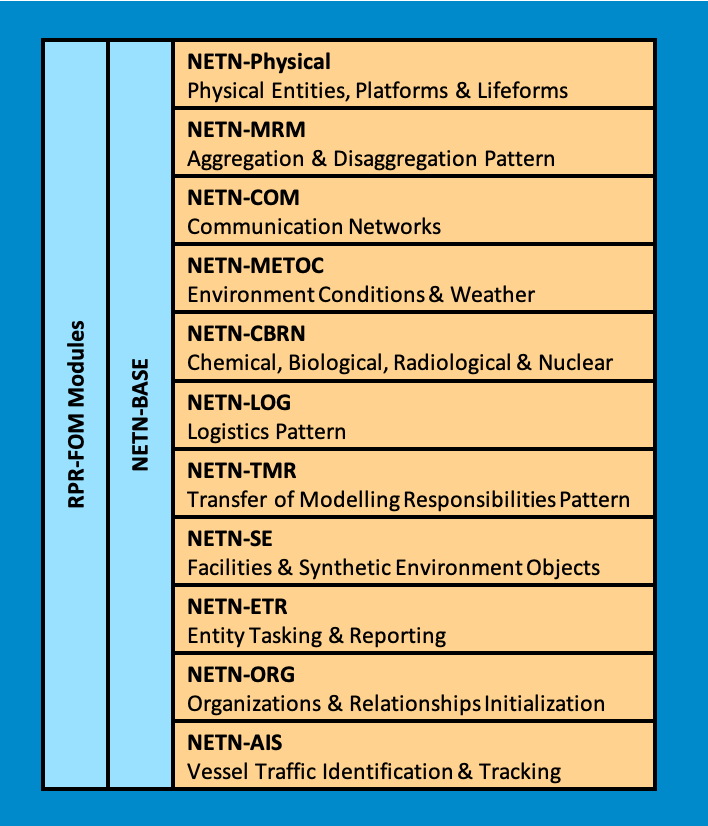 RPR-FOM Modules
NETN-BASE
NETN-Physical
Physical Entities, Platforms & Lifeforms
NETN-MRM
Aggregation & Disaggregation Pattern
NETN-COM
Communication Networks
NETN-METOC
Environment Conditions & Weather
NETN-CBRN
Chemical, Biological, Radiological & Nuclear
NETN-LOG
Logistics Pattern
NETN-TMR
Transfer of Modelling Responsibilities Pattern
NETN-SE
Facilities & Synthetic Environment Objects
NETN-ETR
Entity Tasking & Reporting
NETN-ORG
Organizations & Relationships Initialization
NETN-AIS
Vessel Traffic Identification & Tracking